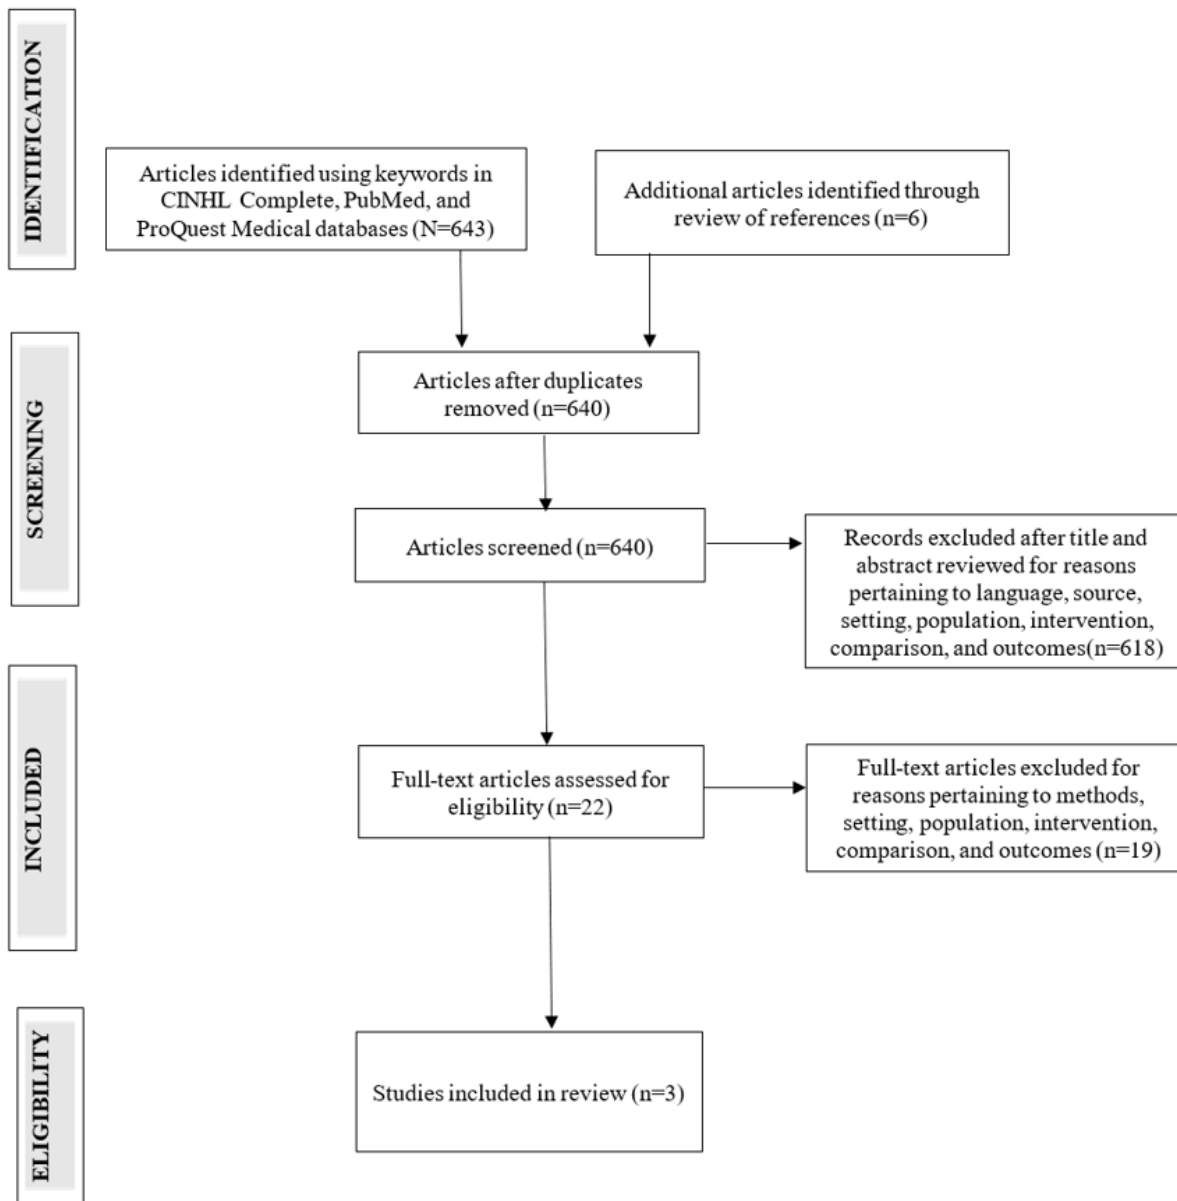 IDENTIFICATION
Articles identified using keywords in
CINHL Complete, PubMed, and
ProQuest Medical databases (N=643)
Additional articles identified through
review of references (n=6)
SCREENING
Articles after duplicates
removed (n=640)
Articles screened (n=640)
Records excluded after title and
abstract reviewed for reasons
pertaining to language, source,
setting, population, intervention,
comparison, and outcomes(n=618)
INCLUDED
Full-text articles assessed for
eligibility (n=22)
Full-text articles excluded for
reasons pertaining to methods,
setting, population, intervention,
comparison, and outcomes (n=19)
ELIGIBILITY
Studies included in review (n=3)